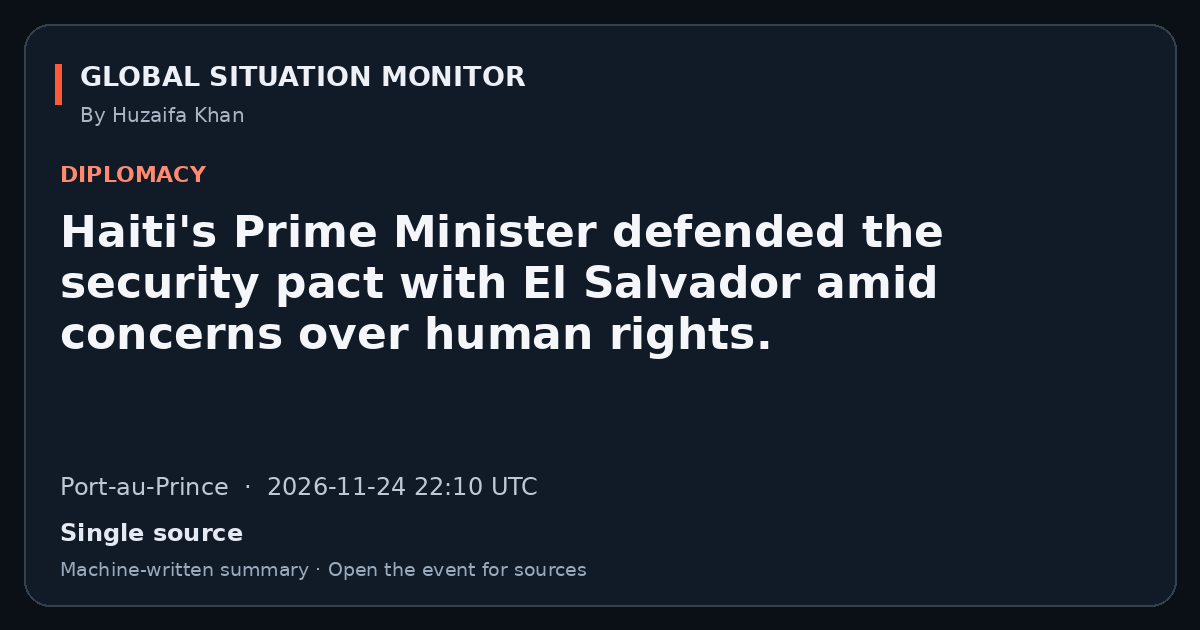 GLOBAL SITUATION MONITOR
By Huzaifa Khan
DIPLOMACY
Haiti's Prime Minister defended the
security pact with El Salvador amid
concerns over human rights.
Port-au-Prince · 2026-11-24 22:10 UTC
Single source
Machine-written summary · Open the event for sources